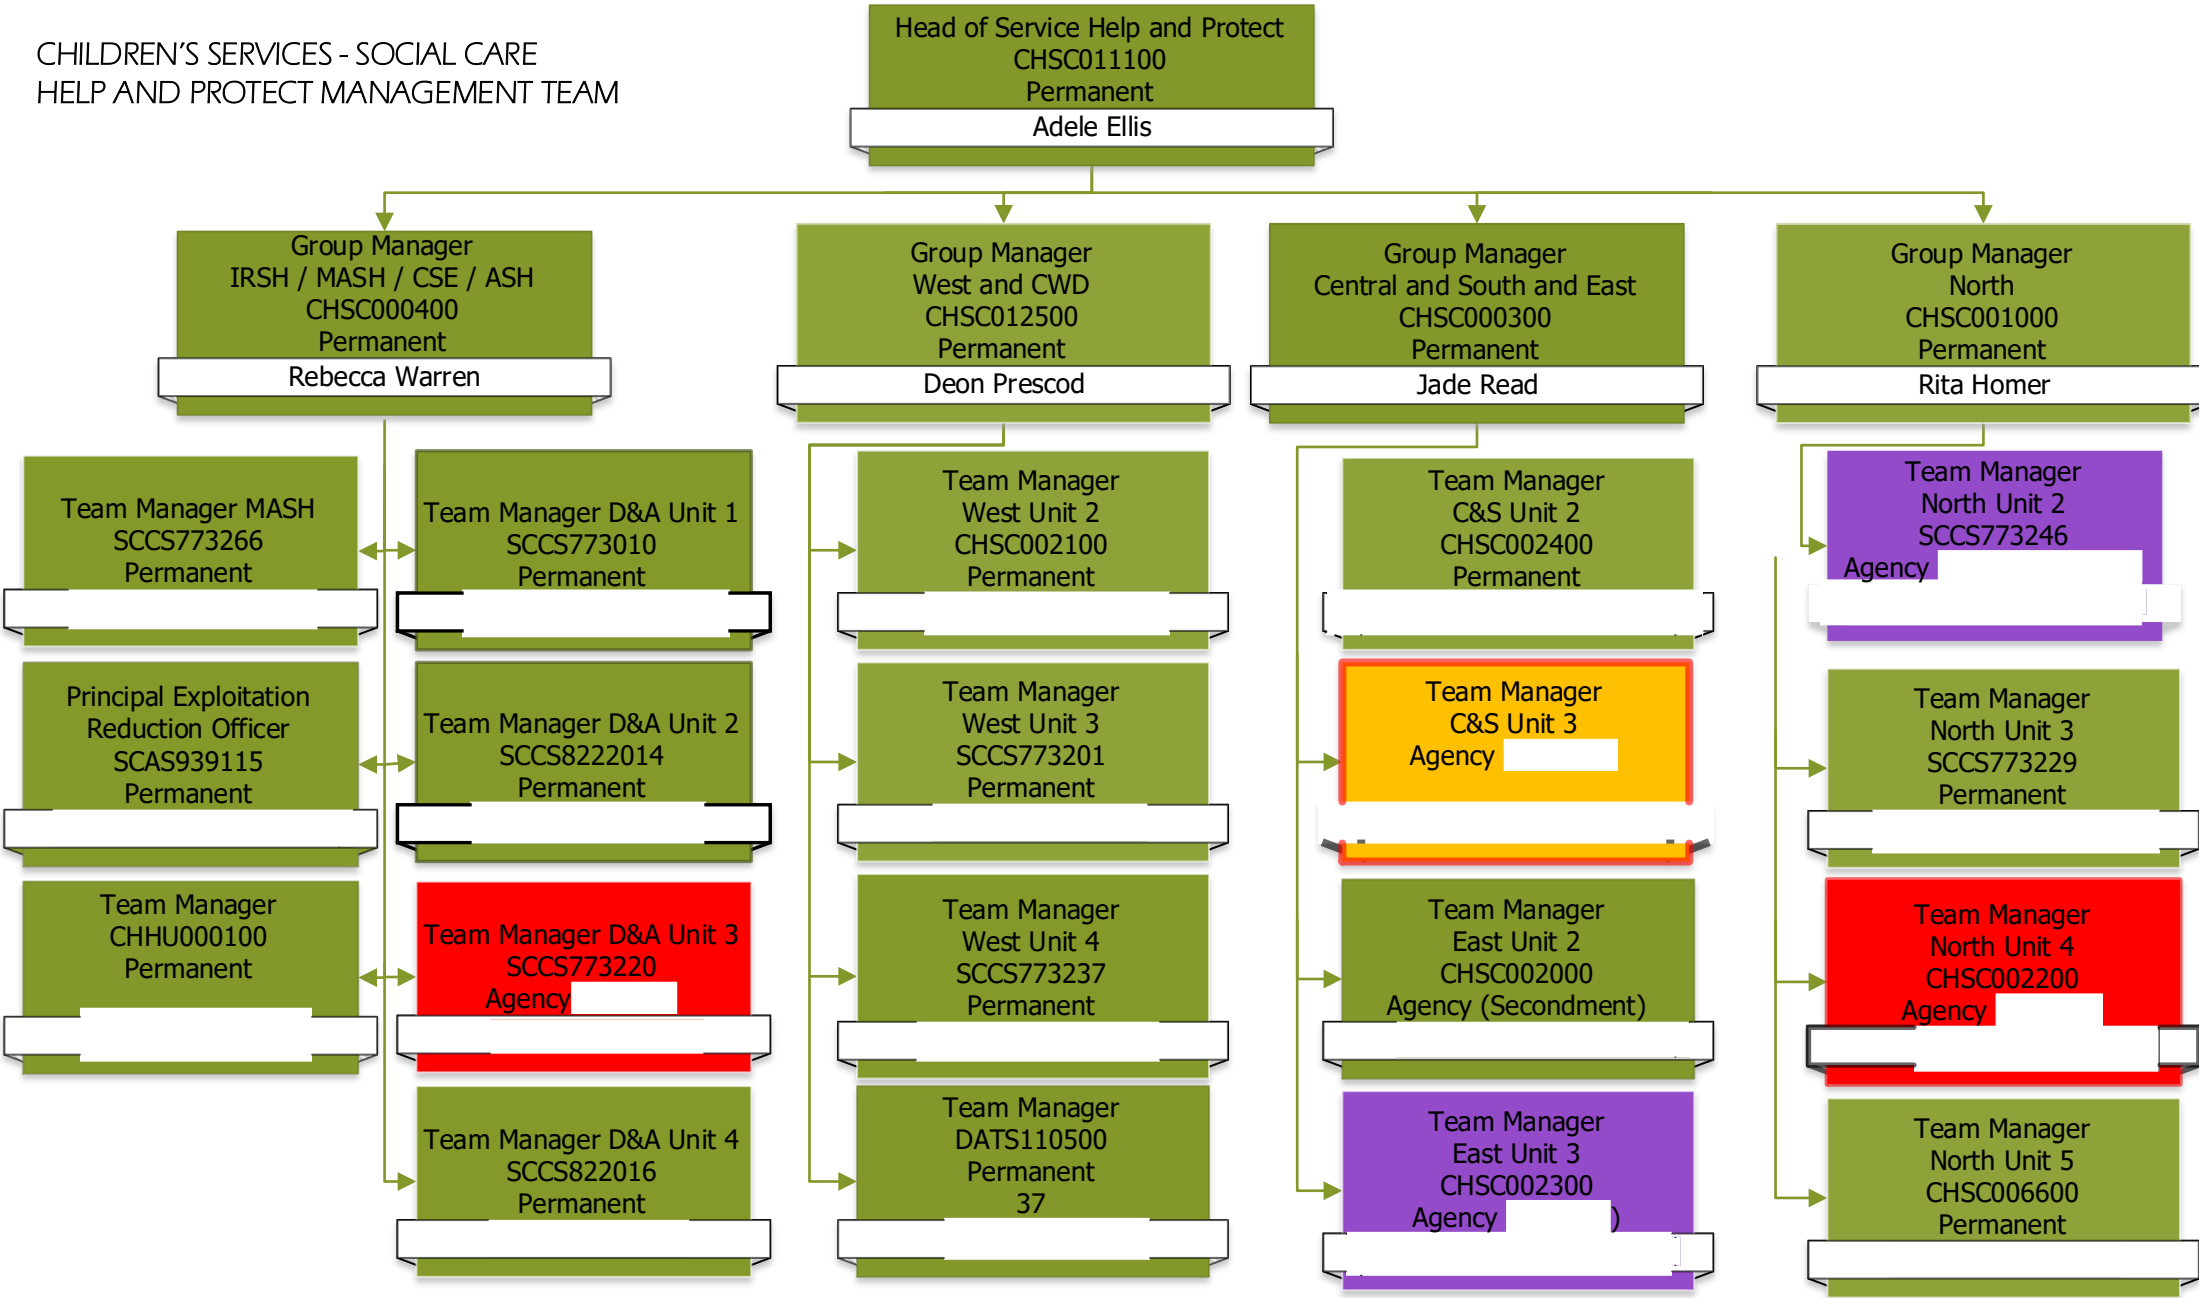 CHILDREN'S SERVICES - SOCIAL CARE
HELP AND PROTECT MANAGEMENT TEAM
Head of Service Help and Protect
CHSC011100
Permanent
Adele Ellis
Group Manager
IRSH / MASH / CSE / ASH
CHSC000400
Permanent
Rebecca Warren
Group Manager
West and CWD
CHSC012500
Permanent
Deon Prescod
Group Manager
Central and South and East
CHSC000300
Permanent
Jade Read
Group Manager
North
CHSC001000
Permanent
Rita Homer
Team Manager MASH
SCCS773266
Permanent
Principal Exploitation
Reduction Officer
SCAS939115
Permanent
Team Manager
CHHU000100
Permanent
Team Manager D&A Unit 1
SCCS773010
Permanent
Team Manager D&A Unit 2
SCCS8222014
Permanent
Team Manager D&A Unit 3
SCCS773220
Agency
Team Manager D&A Unit 4
SCCS822016
Permanent
Team Manager
West Unit 2
CHSC002100
Permanent
Team Manager
West Unit 3
SCCS773201
Permanent
Team Manager
West Unit 4
SCCS773237
Permanent
Team Manager
DATS110500
Permanent
37
Team Manager
C&S Unit 2
CHSC002400
Permanent
Team Manager
C&S Unit 3
Agency
Team Manager
East Unit 2
CHSC002000
Agency (Secondment)
Team Manager
East Unit 3
CHSC002300
Agency )
Team Manager
North Unit 2
SCCS773246
Agency
Team Manager
North Unit 3
SCCS773229
Permanent
Team Manager
North Unit 4
CHSC002200
Agency
Team Manager
North Unit 5
CHSC006600
Permanent